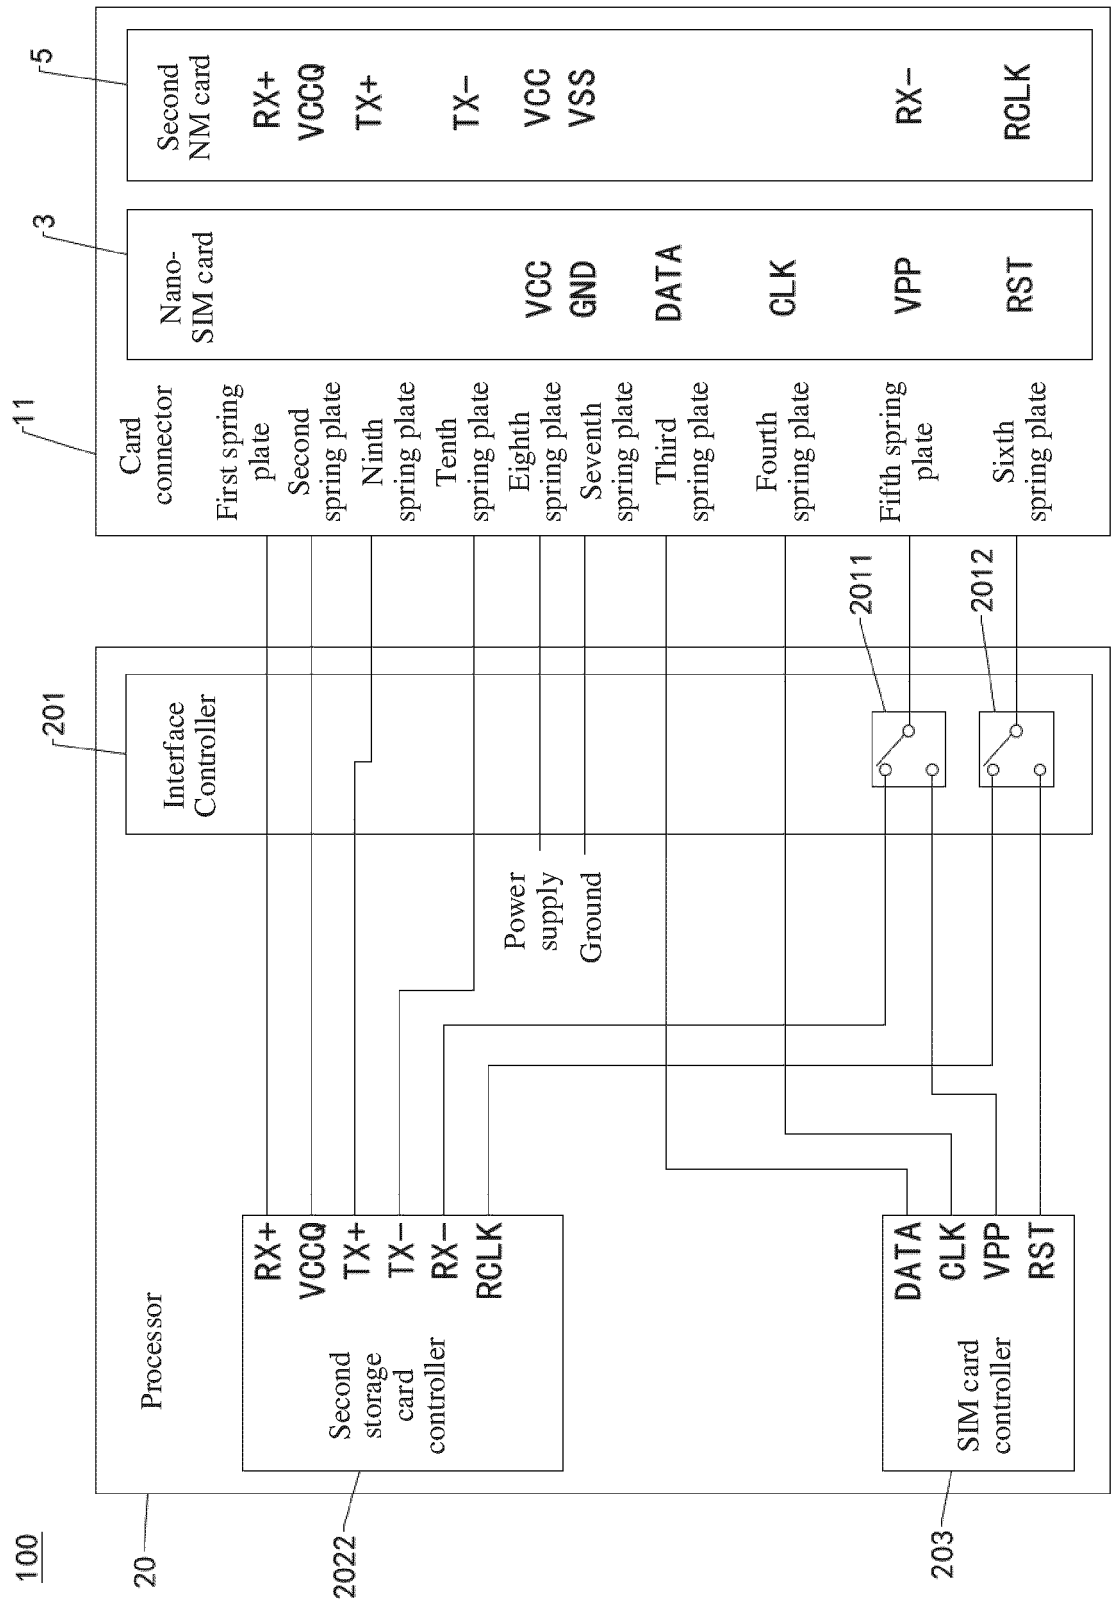 100
20
Processor
2022
Second
storage
card
controller
RX+
VCCQ
TX+
TX-
RX-
RCLK
203
SIM card
controller
DATA
CLK
VPP
RST
201
Interface
Controller
Power
supply
Ground
2011
2012
11
Card
connector
First spring
plate
Second
spring plate
Ninth
spring plate
Tenth
spring plate
Eighth
spring plate
Seventh
spring plate
Third
spring plate
Fourth
spring plate
Fifth spring
plate
Sixth
spring plate
3
Nano-
SIM card
VCC
GND
DATA
CLK
VPP
RST
5
Second
NM card
RX+
VCCQ
TX+
TX-
VCC
VSS
RX-
RCLK